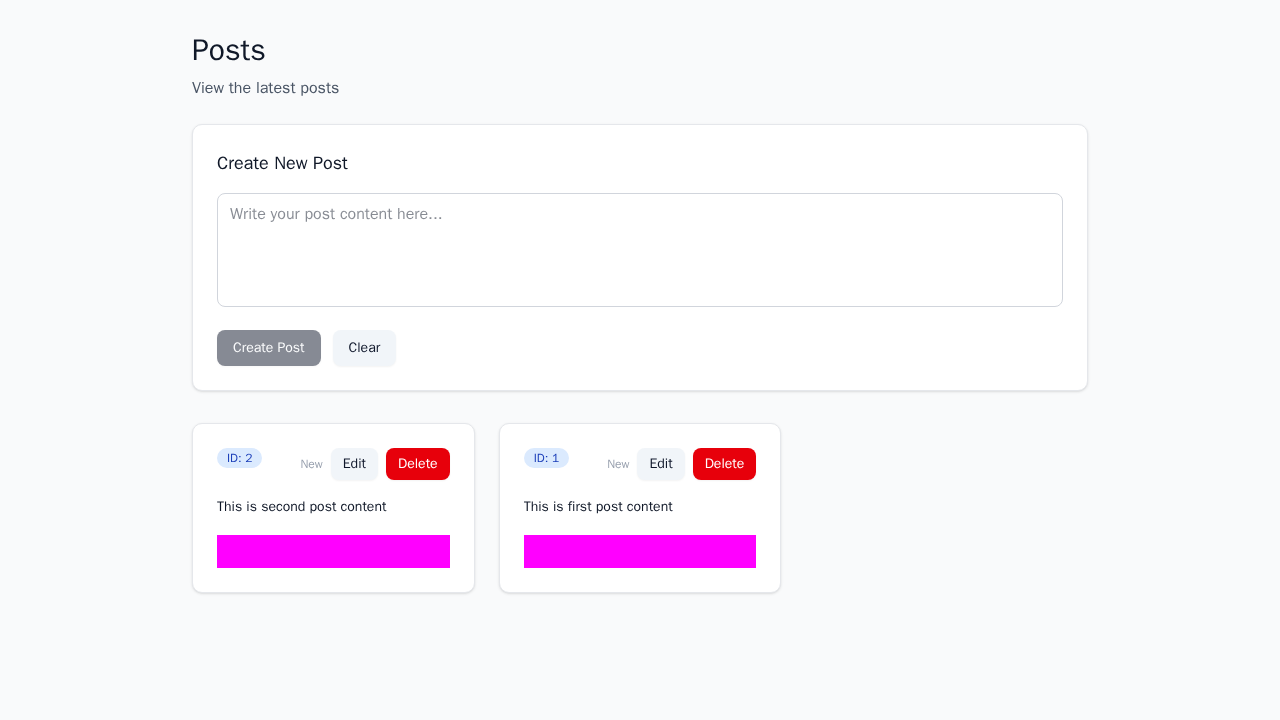 Posts
View the latest posts
Create New Post
Write your post content here...
Create Post Clear
ID: 2 New Edit Delete
This is second post content
ID: 1 New Edit Delete
This is first post content